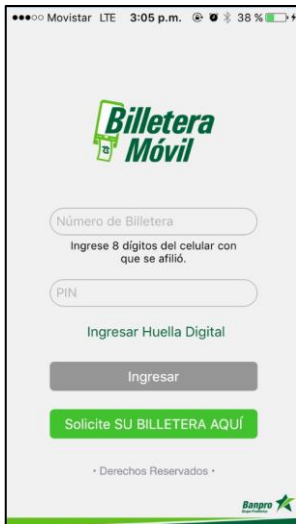 Movistar LTE 3:05 p.m. 38 %
Billetera
Móvil
Número de Billetera
Ingrese 8 dígitos del celular con
que se afilió.
PIN
Ingresar Huella Digital
Ingresar
Solicite SU BILLETERA AQUÍ
• Derechos Reservados •
Banpro